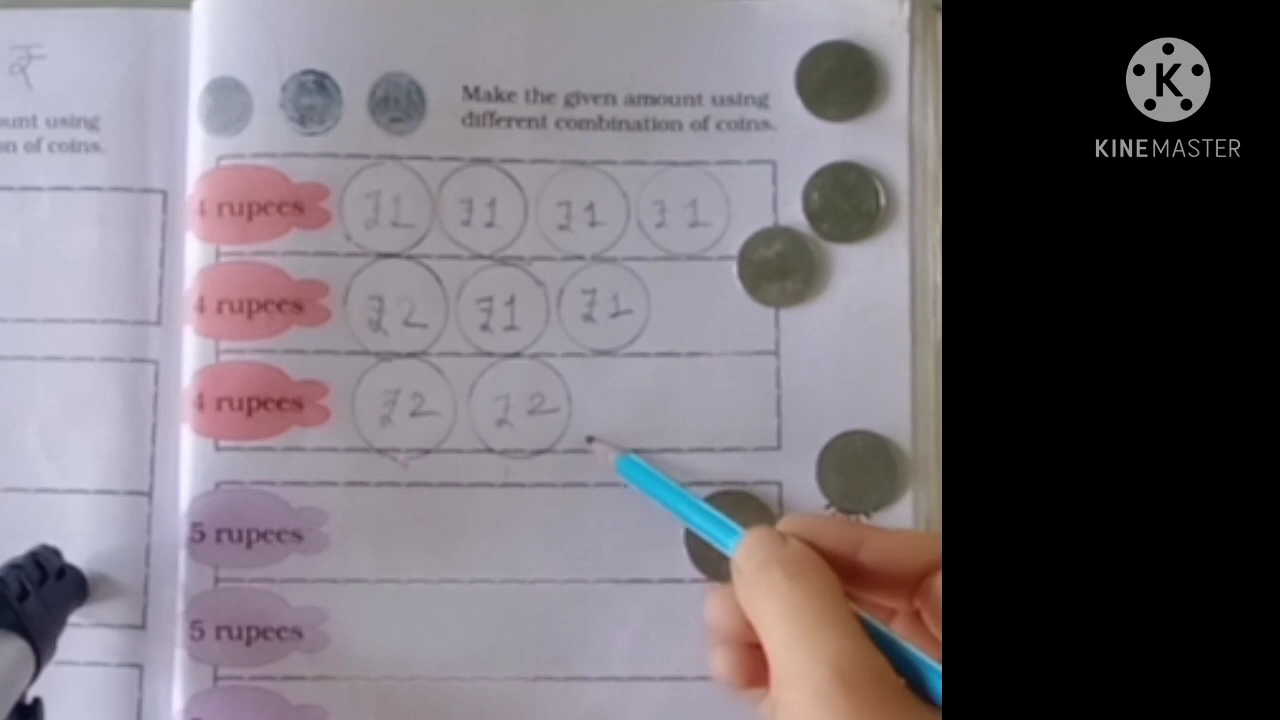 ₹
Make the given amount using
different combination of coins.
ount using
on of coins.
4 rupees ₹1 ₹1 ₹1 ₹1
4 rupees ₹2 ₹1 ₹1
4 rupees ₹2 ₹2
5 rupees
5 rupees
K
KINEMASTER